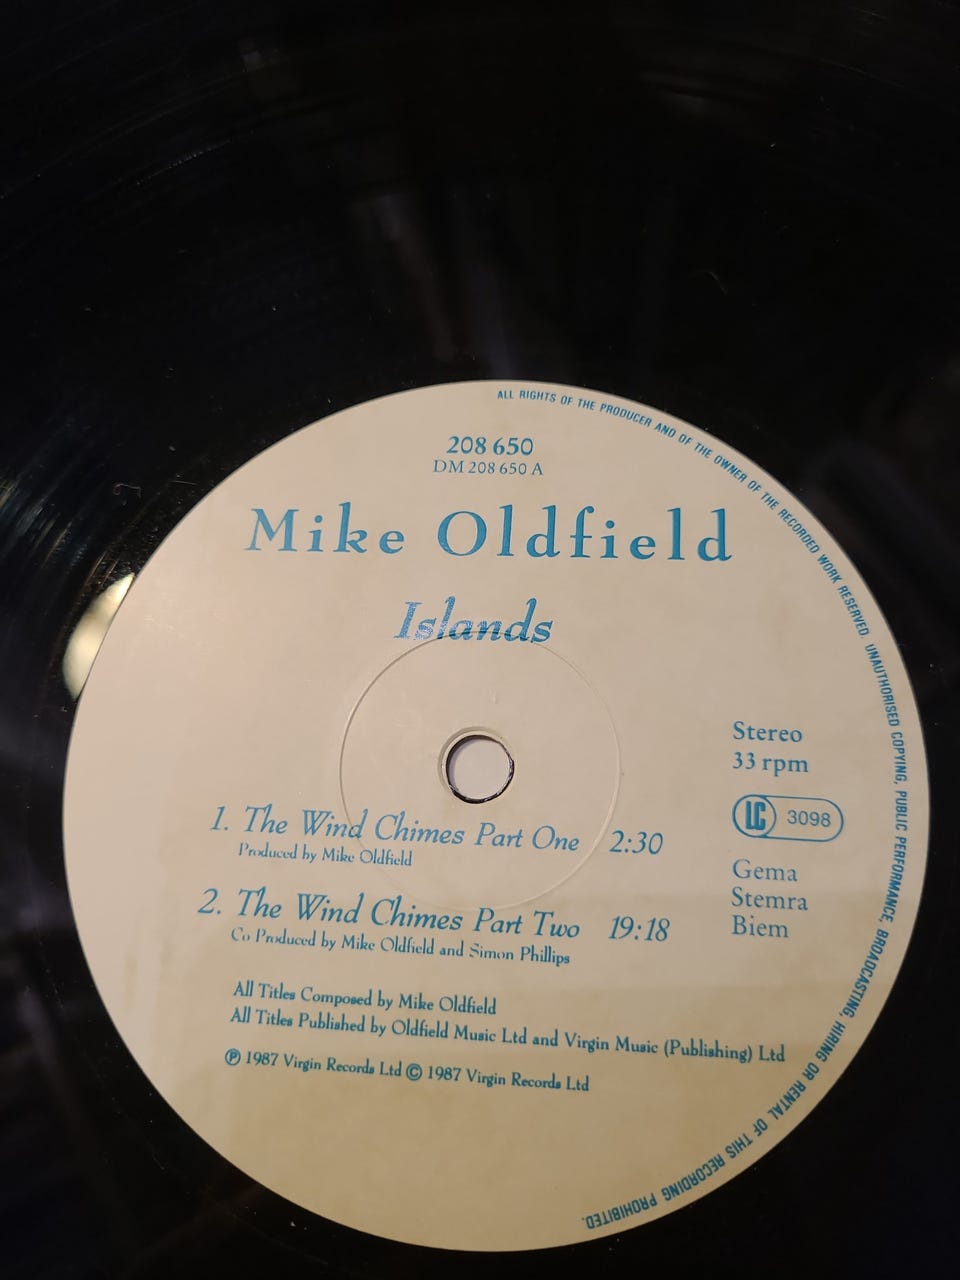 ALL RIGHTS OF THE PRODUCER AND OF THE OWNER OF THE RECORDED WORK RESERVED. UNAUTHORISED COPYING, PUBLIC PERFORMANCE, BROADCASTING, HIRING OR RENTAL OF THIS RECORDING PROHIBITED.
208 650
DM 208 650 A
Mike Oldfield
Islands
Stereo
33 rpm
LC 3098
Gema
Stemra
Biem
1. The Wind Chimes Part One 2:30
Produced by Mike Oldfield
2. The Wind Chimes Part Two 19:18
Co Produced by Mike Oldfield and Simon Phillips
All Titles Composed by Mike Oldfield
All Titles Published by Oldfield Music Ltd and Virgin Music (Publishing) Ltd
℗ 1987 Virgin Records Ltd © 1987 Virgin Records Ltd